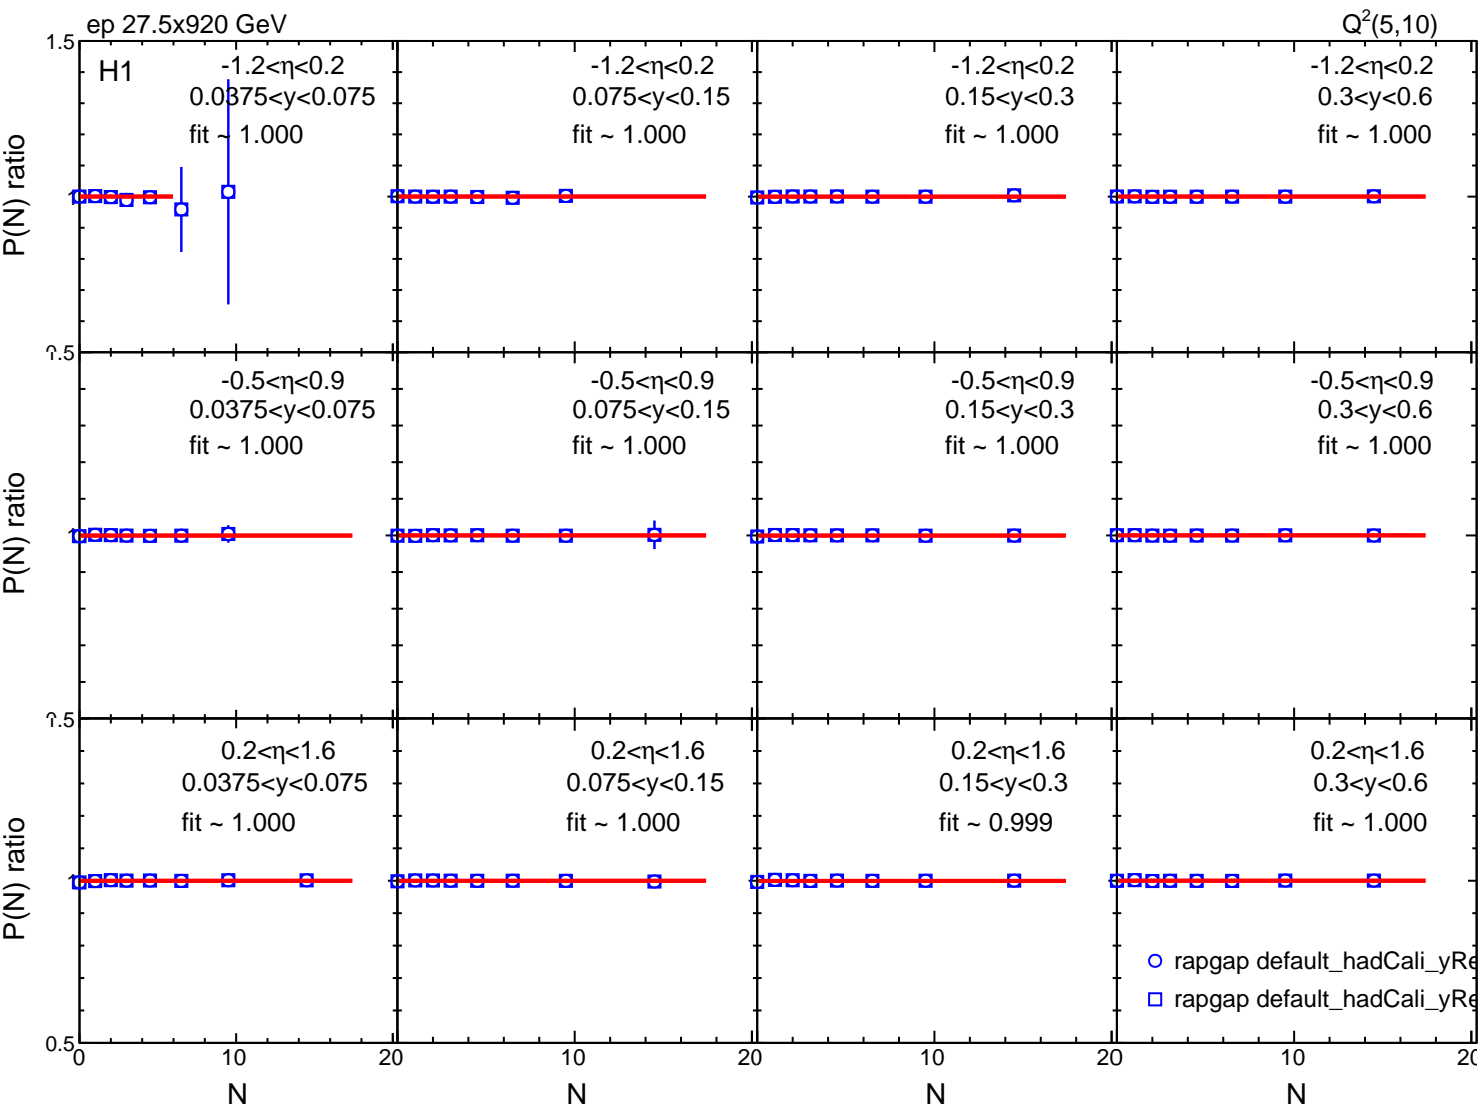 ep 27.5x920 GeV Q²(5,10)
1.5
H1
-1.2<η<0.2 -1.2<η<0.2 -1.2<η<0.2 -1.2<η<0.2
0.0375<y<0.075 0.075<y<0.15 0.15<y<0.3 0.3<y<0.6
fit ~ 1.000 fit ~ 1.000 fit ~ 1.000 fit ~ 1.000
P(N) ratio
1
-0.5<η<0.9 -0.5<η<0.9 -0.5<η<0.9 -0.5<η<0.9
0.0375<y<0.075 0.075<y<0.15 0.15<y<0.3 0.3<y<0.6
fit ~ 1.000 fit ~ 1.000 fit ~ 1.000 fit ~ 1.000
P(N) ratio
1
0.2<η<1.6 0.2<η<1.6 0.2<η<1.6 0.2<η<1.6
0.0375<y<0.075 0.075<y<0.15 0.15<y<0.3 0.3<y<0.6
fit ~ 1.000 fit ~ 1.000 fit ~ 0.999 fit ~ 1.000
P(N) ratio
1
rapgap default_hadCali_yRe
rapgap default_hadCali_yRe
0.5
0 10 20 10 20 10 20 10 20
N N N N